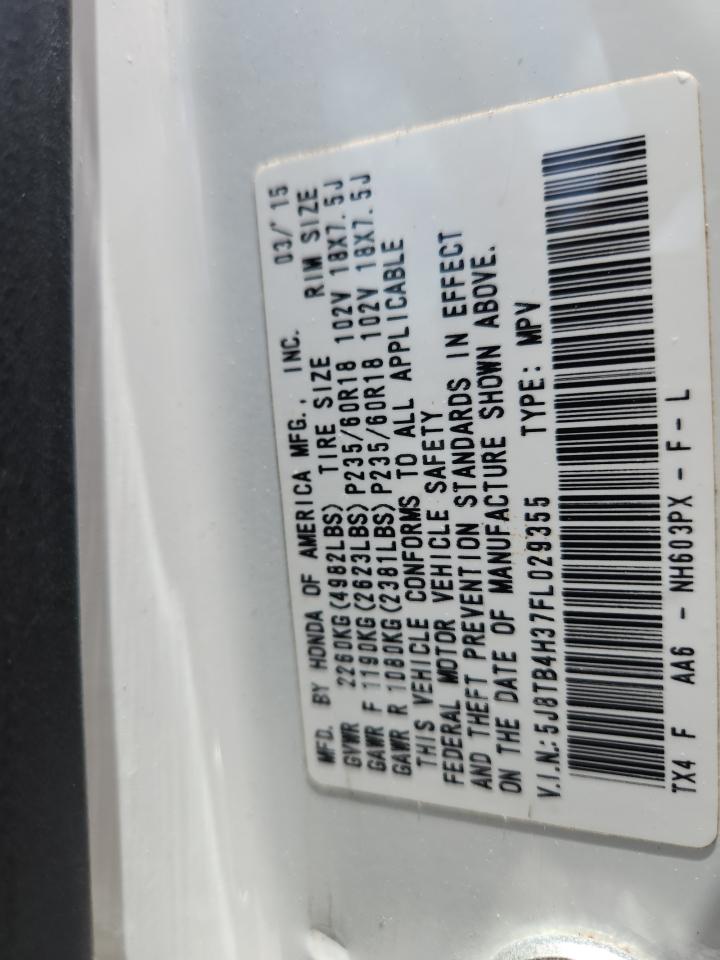 MFD. BY HONDA OF AMERICA MFG., INC. 03/15
GVWR 2260KG(4982LBS) TIRE SIZE RIM SIZE
GAWR F 1190KG(2623LBS) P235/60R18 102V 18X7.5J
GAWR R 1080KG(2381LBS) P235/60R18 102V 18X7.5J
THIS VEHICLE CONFORMS TO ALL APPLICABLE
FEDERAL MOTOR VEHICLE SAFETY
AND THEFT PREVENTION STANDARDS IN EFFECT
ON THE DATE OF MANUFACTURE SHOWN ABOVE.
V.I.N.: 5J8TB4H37FL029355 TYPE: MPV
TX4 F AA6 - NH603PX - F - L